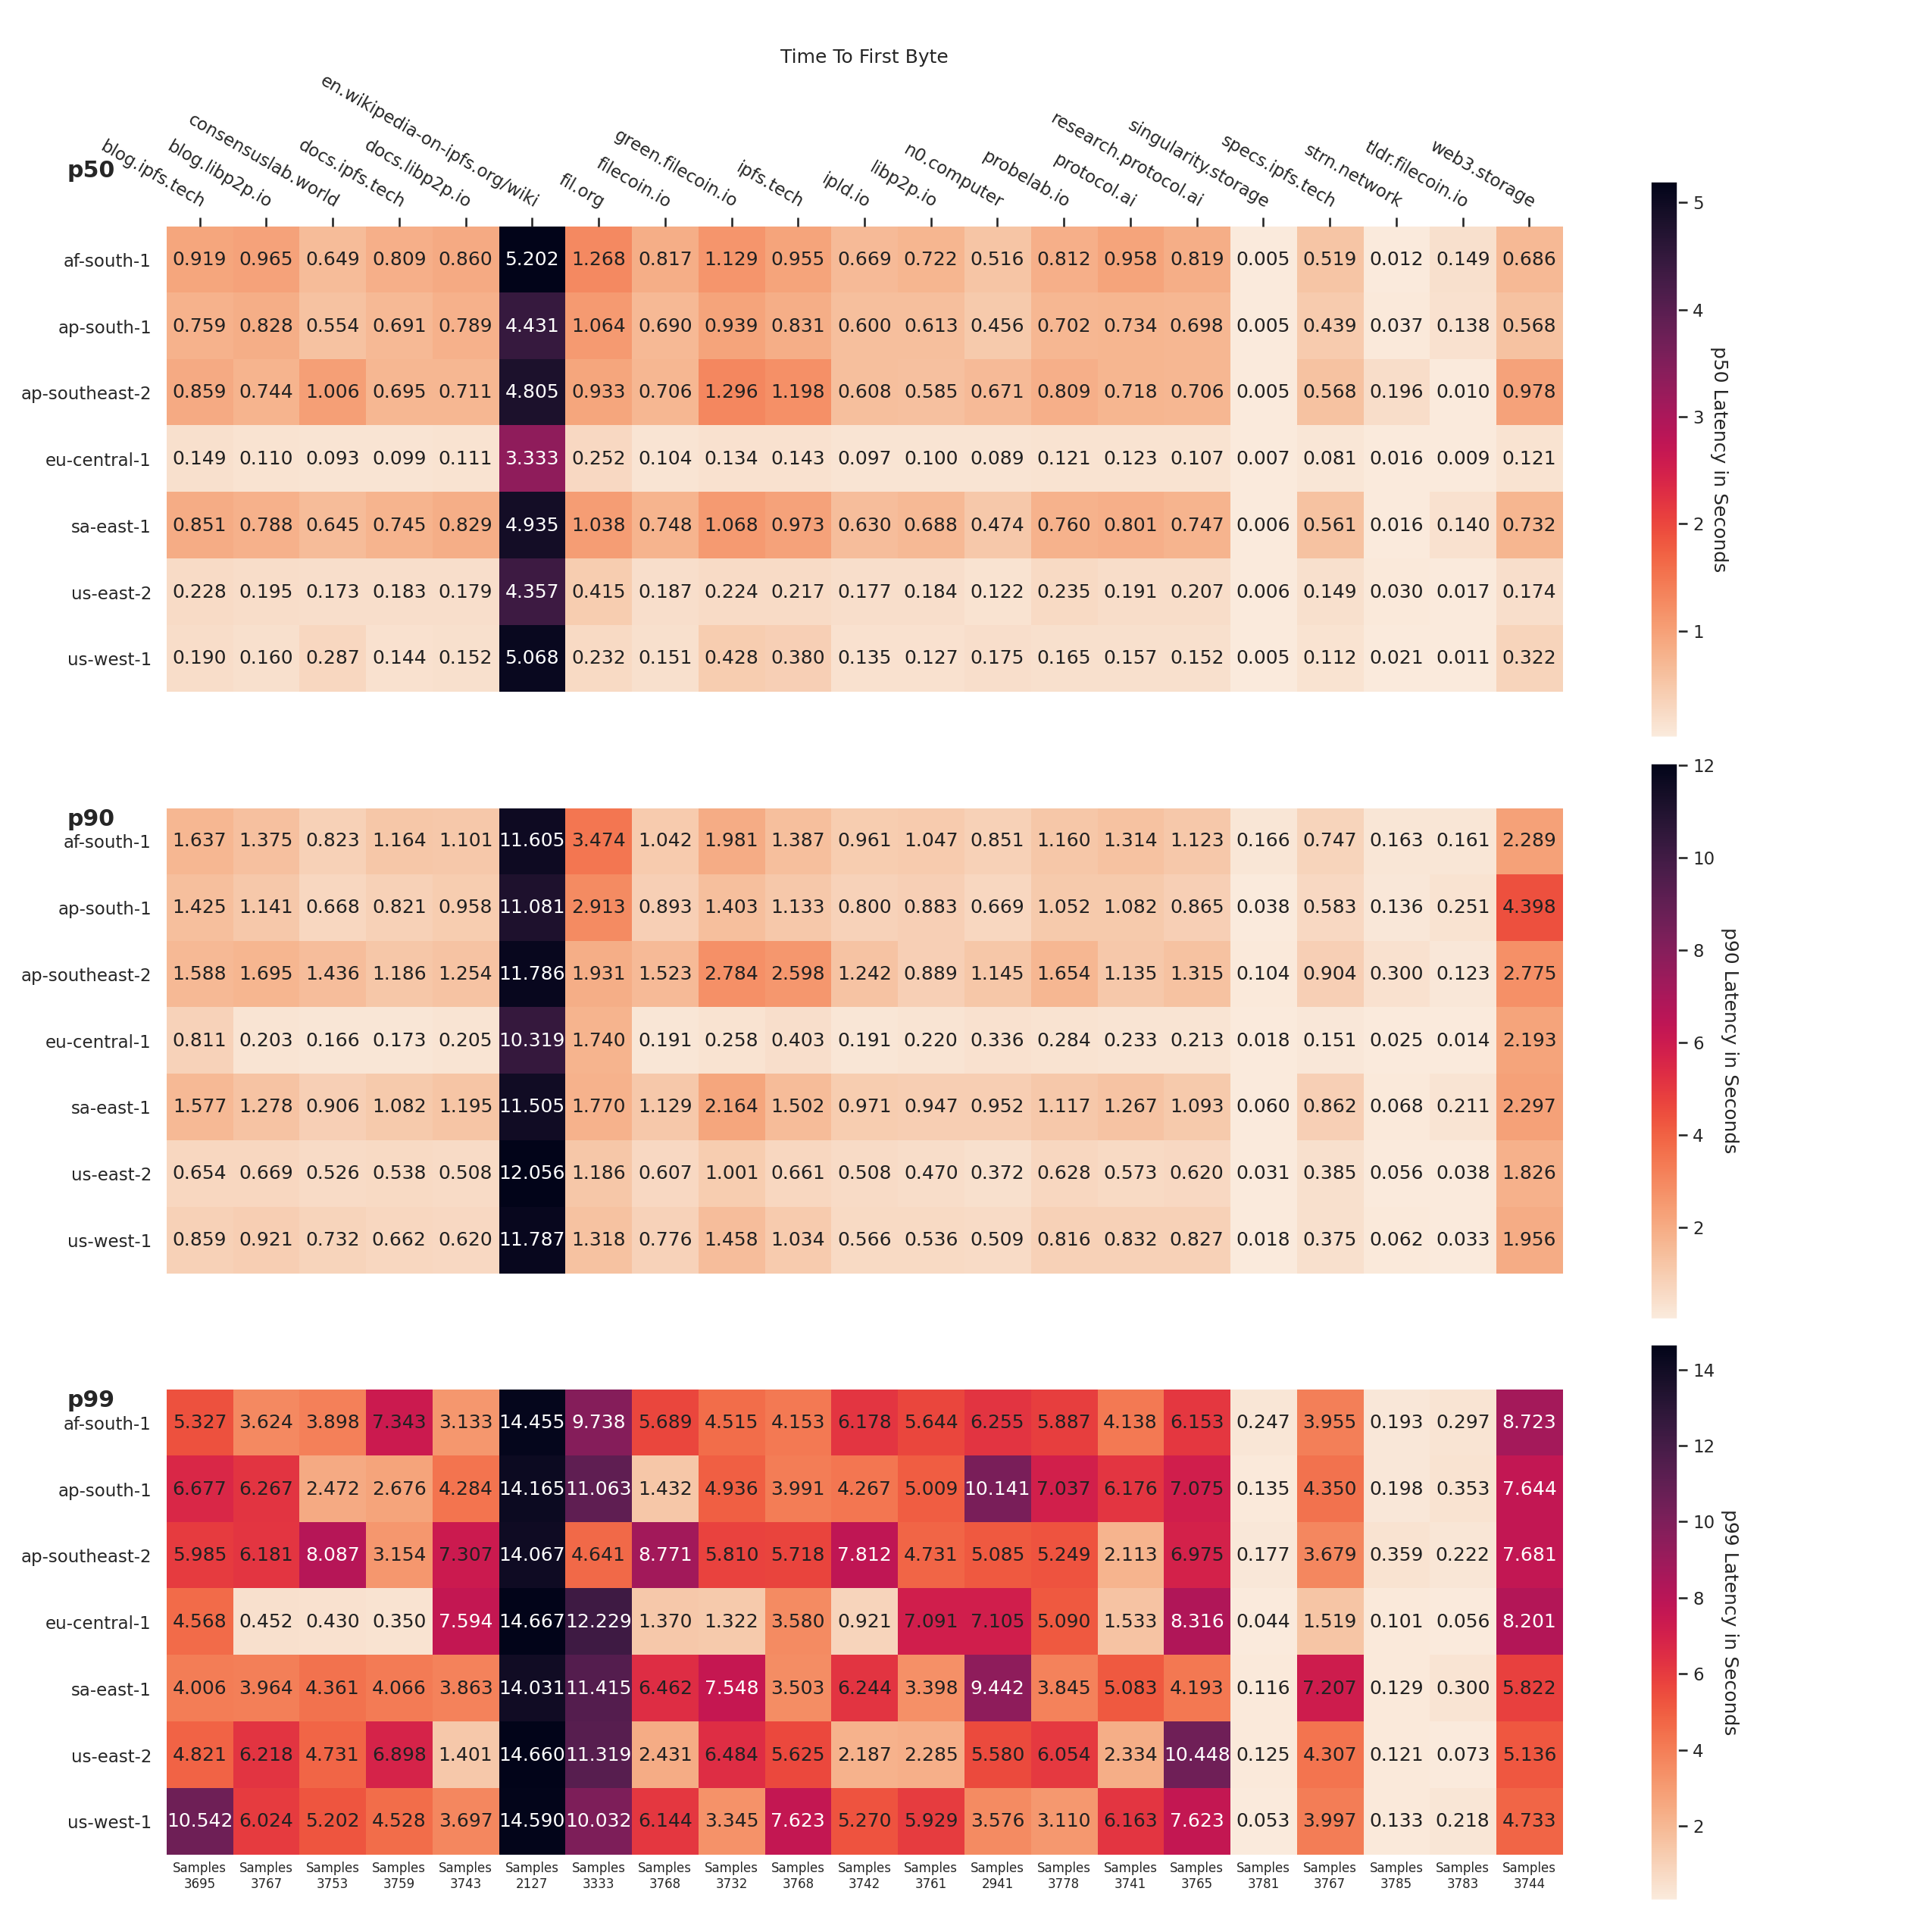 Time To First Byte
blog.ipfs.tech
blog.libp2p.io
consensuslab.world
docs.ipfs.tech
docs.libp2p.io
en.wikipedia-on-ipfs.org/wiki
fil.org
filecoin.io
green.filecoin.io
ipfs.tech
ipld.io
libp2p.io
n0.computer
probelab.io
protocol.ai
research.protocol.ai
singularity.storage
specs.ipfs.tech
strn.network
tldr.filecoin.io
web3.storage
p50
af-south-1 0.919 0.965 0.649 0.809 0.860 5.202 1.268 0.817 1.129 0.955 0.669 0.722 0.516 0.812 0.958 0.819 0.005 0.519 0.012 0.149 0.686
ap-south-1 0.759 0.828 0.554 0.691 0.789 4.431 1.064 0.690 0.939 0.831 0.600 0.613 0.456 0.702 0.734 0.698 0.005 0.439 0.037 0.138 0.568
ap-southeast-2 0.859 0.744 1.006 0.695 0.711 4.805 0.933 0.706 1.296 1.198 0.608 0.585 0.671 0.809 0.718 0.706 0.005 0.568 0.196 0.010 0.978
eu-central-1 0.149 0.110 0.093 0.099 0.111 3.333 0.252 0.104 0.134 0.143 0.097 0.100 0.089 0.121 0.123 0.107 0.007 0.081 0.016 0.009 0.121
sa-east-1 0.851 0.788 0.645 0.745 0.829 4.935 1.038 0.748 1.068 0.973 0.630 0.688 0.474 0.760 0.801 0.747 0.006 0.561 0.016 0.140 0.732
us-east-2 0.228 0.195 0.173 0.183 0.179 4.357 0.415 0.187 0.224 0.217 0.177 0.184 0.122 0.235 0.191 0.207 0.006 0.149 0.030 0.017 0.174
us-west-1 0.190 0.160 0.287 0.144 0.152 5.068 0.232 0.151 0.428 0.380 0.135 0.127 0.175 0.165 0.157 0.152 0.005 0.112 0.021 0.011 0.322
5
4
3
2
1
p50 Latency in Seconds
p90
af-south-1 1.637 1.375 0.823 1.164 1.101 11.605 3.474 1.042 1.981 1.387 0.961 1.047 0.851 1.160 1.314 1.123 0.166 0.747 0.163 0.161 2.289
ap-south-1 1.425 1.141 0.668 0.821 0.958 11.081 2.913 0.893 1.403 1.133 0.800 0.883 0.669 1.052 1.082 0.865 0.038 0.583 0.136 0.251 4.398
ap-southeast-2 1.588 1.695 1.436 1.186 1.254 11.786 1.931 1.523 2.784 2.598 1.242 0.889 1.145 1.654 1.135 1.315 0.104 0.904 0.300 0.123 2.775
eu-central-1 0.811 0.203 0.166 0.173 0.205 10.319 1.740 0.191 0.258 0.403 0.191 0.220 0.336 0.284 0.233 0.213 0.018 0.151 0.025 0.014 2.193
sa-east-1 1.577 1.278 0.906 1.082 1.195 11.505 1.770 1.129 2.164 1.502 0.971 0.947 0.952 1.117 1.267 1.093 0.060 0.862 0.068 0.211 2.297
us-east-2 0.654 0.669 0.526 0.538 0.508 12.056 1.186 0.607 1.001 0.661 0.508 0.470 0.372 0.628 0.573 0.620 0.031 0.385 0.056 0.038 1.826
us-west-1 0.859 0.921 0.732 0.662 0.620 11.787 1.318 0.776 1.458 1.034 0.566 0.536 0.509 0.816 0.832 0.827 0.018 0.375 0.062 0.033 1.956
12
10
8
6
4
2
p90 Latency in Seconds
p99
af-south-1 5.327 3.624 3.898 7.343 3.133 14.455 9.738 5.689 4.515 4.153 6.178 5.644 6.255 5.887 4.138 6.153 0.247 3.955 0.193 0.297 8.723
ap-south-1 6.677 6.267 2.472 2.676 4.284 14.165 11.063 1.432 4.936 3.991 4.267 5.009 10.141 7.037 6.176 7.075 0.135 4.350 0.198 0.353 7.644
ap-southeast-2 5.985 6.181 8.087 3.154 7.307 14.067 4.641 8.771 5.810 5.718 7.812 4.731 5.085 5.249 2.113 6.975 0.177 3.679 0.359 0.222 7.681
eu-central-1 4.568 0.452 0.430 0.350 7.594 14.667 12.229 1.370 1.322 3.580 0.921 7.091 7.105 5.090 1.533 8.316 0.044 1.519 0.101 0.056 8.201
sa-east-1 4.006 3.964 4.361 4.066 3.863 14.031 11.415 6.462 7.548 3.503 6.244 3.398 9.442 3.845 5.083 4.193 0.116 7.207 0.129 0.300 5.822
us-east-2 4.821 6.218 4.731 6.898 1.401 14.660 11.319 2.431 6.484 5.625 2.187 2.285 5.580 6.054 2.334 10.448 0.125 4.307 0.121 0.073 5.136
us-west-1 10.542 6.024 5.202 4.528 3.697 14.590 10.032 6.144 3.345 7.623 5.270 5.929 3.576 3.110 6.163 7.623 0.053 3.997 0.133 0.218 4.733
Samples Samples Samples Samples Samples Samples Samples Samples Samples Samples Samples Samples Samples Samples Samples Samples Samples Samples Samples Samples Samples
3695 3767 3753 3759 3743 2127 3333 3768 3732 3768 3742 3761 2941 3778 3741 3765 3781 3767 3785 3783 3744
14
12
10
8
6
4
2
p99 Latency in Seconds